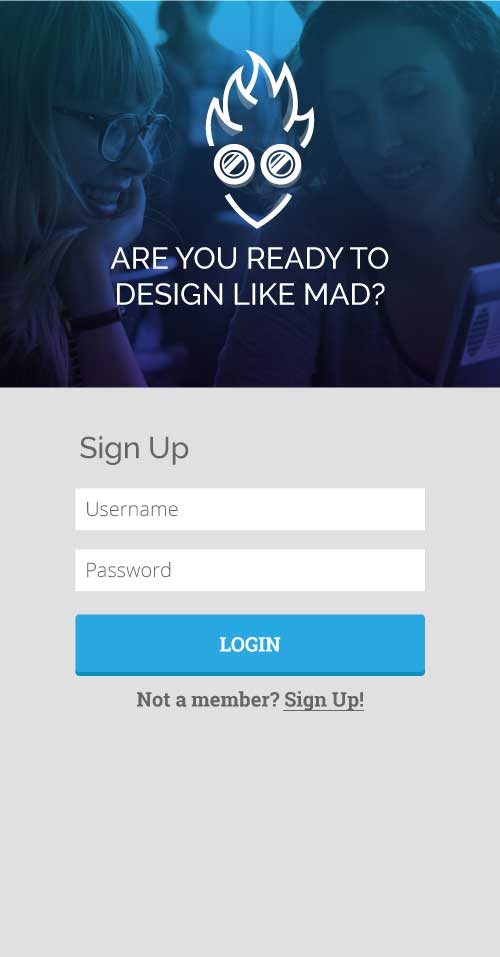 ARE YOU READY TO
DESIGN LIKE MAD?
Sign Up
Username
Password
LOGIN
Not a member? Sign Up!